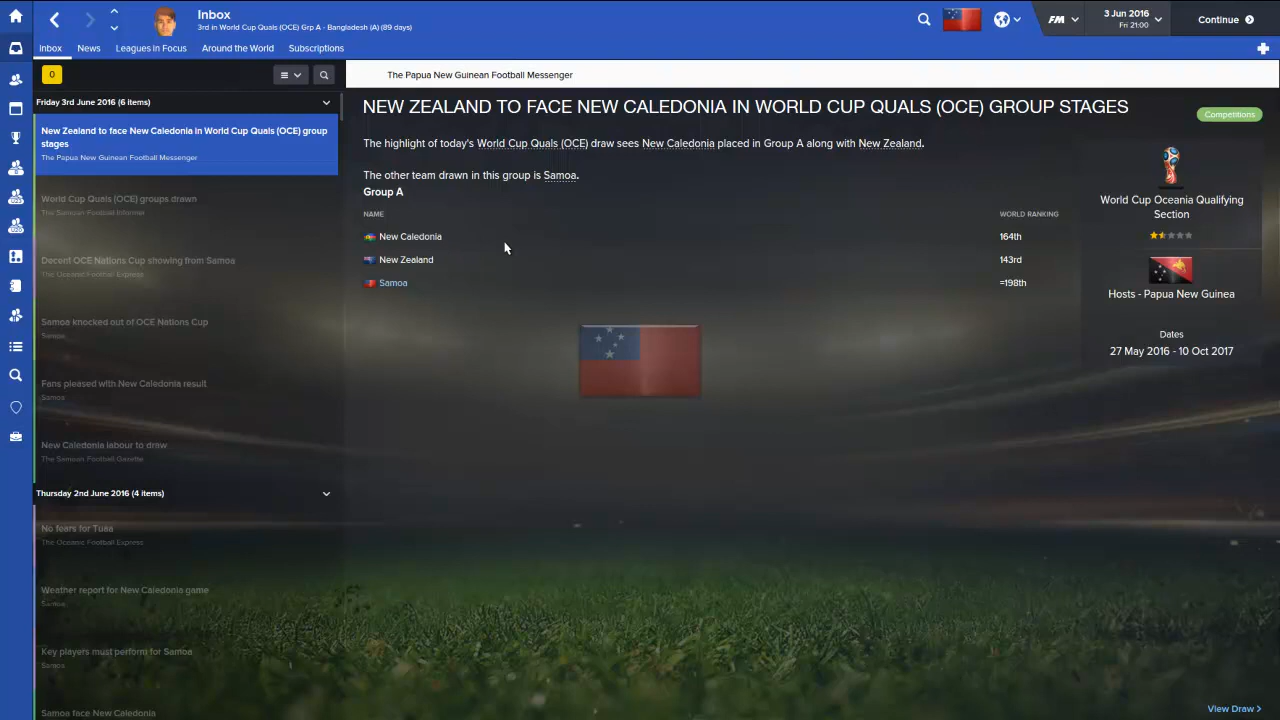 Inbox
3rd in World Cup Quals (OCE) Grp A - Bangladesh (A) (89 days)
FM
3 Jun 2016
Fri 21:00
Continue
Inbox News Leagues in Focus Around the World Subscriptions
0
Friday 3rd June 2016 (6 items)
New Zealand to face New Caledonia in World Cup Quals (OCE) group
stages
The Papua New Guinean Football Messenger
World Cup Quals (OCE) groups drawn
The Samoan Football Informer
Decent OCE Nations Cup showing from Samoa
The Oceanic Football Express
Samoa knocked out of OCE Nations Cup
Samoa
Fans pleased with New Caledonia result
Samoa
New Caledonia labour to draw
The Samoan Football Gazette
Thursday 2nd June 2016 (4 items)
No fears for Tuaa
The Oceanic Football Express
Weather report for New Caledonia game
Samoa
Key players must perform for Samoa
Samoa
Samoa face New Caledonia
The Papua New Guinean Football Messenger
NEW ZEALAND TO FACE NEW CALEDONIA IN WORLD CUP QUALS (OCE) GROUP STAGES
Competitions
The highlight of today's World Cup Quals (OCE) draw sees New Caledonia placed in Group A along with New Zealand.
The other team drawn in this group is Samoa.
Group A
NAME WORLD RANKING
New Caledonia 164th
New Zealand 143rd
Samoa =198th
World Cup Oceania Qualifying
Section
Hosts - Papua New Guinea
Dates
27 May 2016 - 10 Oct 2017
View Draw >